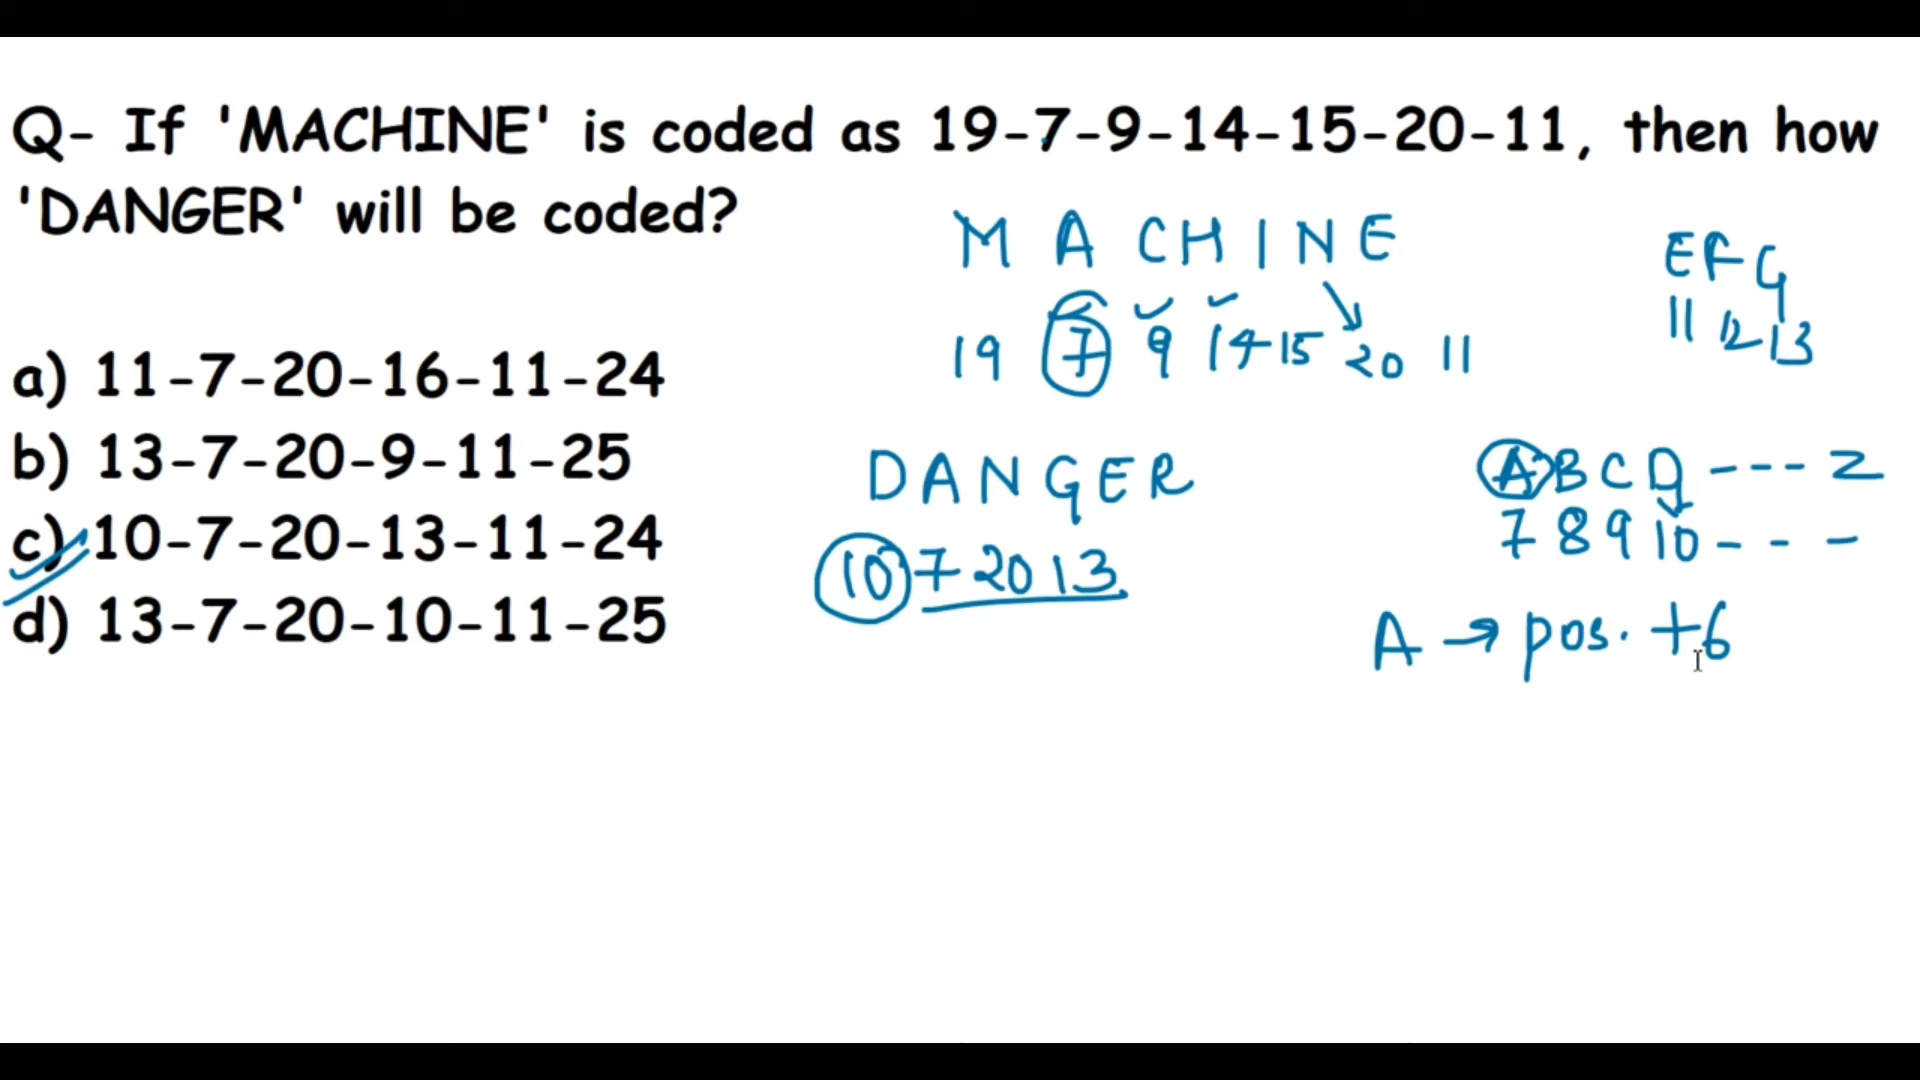 Q- If 'MACHINE' is coded as 19-7-9-14-15-20-11, then how
'DANGER' will be coded?
M A C H I N E
E F G
19 7 9 14 15 20 11
11 12 13
a) 11-7-20-16-11-24
b) 13-7-20-9-11-25
c) 10-7-20-13-11-24
d) 13-7-20-10-11-25
D A N G E R
10 7 20 13
A B C D ---- Z
7 8 9 10 - - -
A → pos. +6